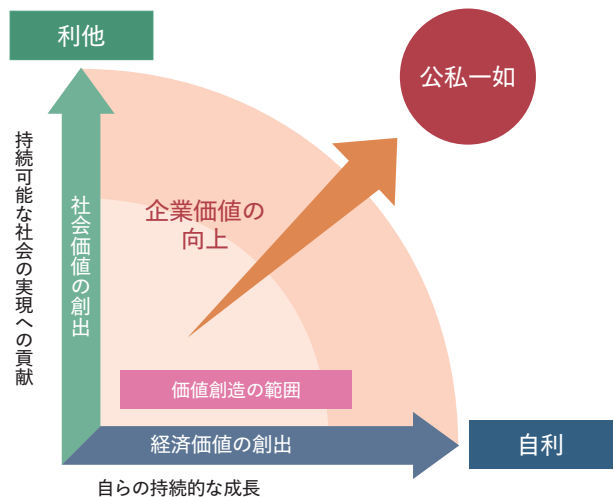 利他
公私一如
持続可能な社会の実現への貢献
社会価値の創出
企業価値の
向上
価値創造の範囲
経済価値の創出
自利
自らの持続的な成長